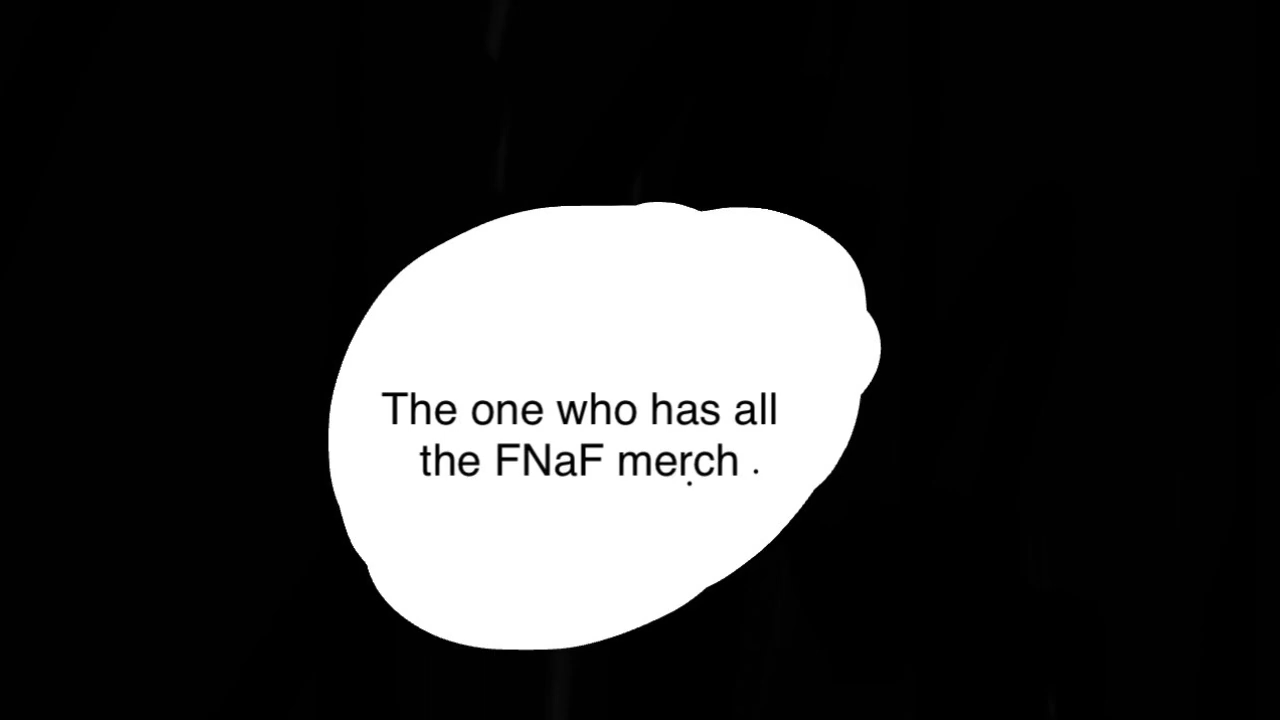 The one who has all
the FNaF merch .